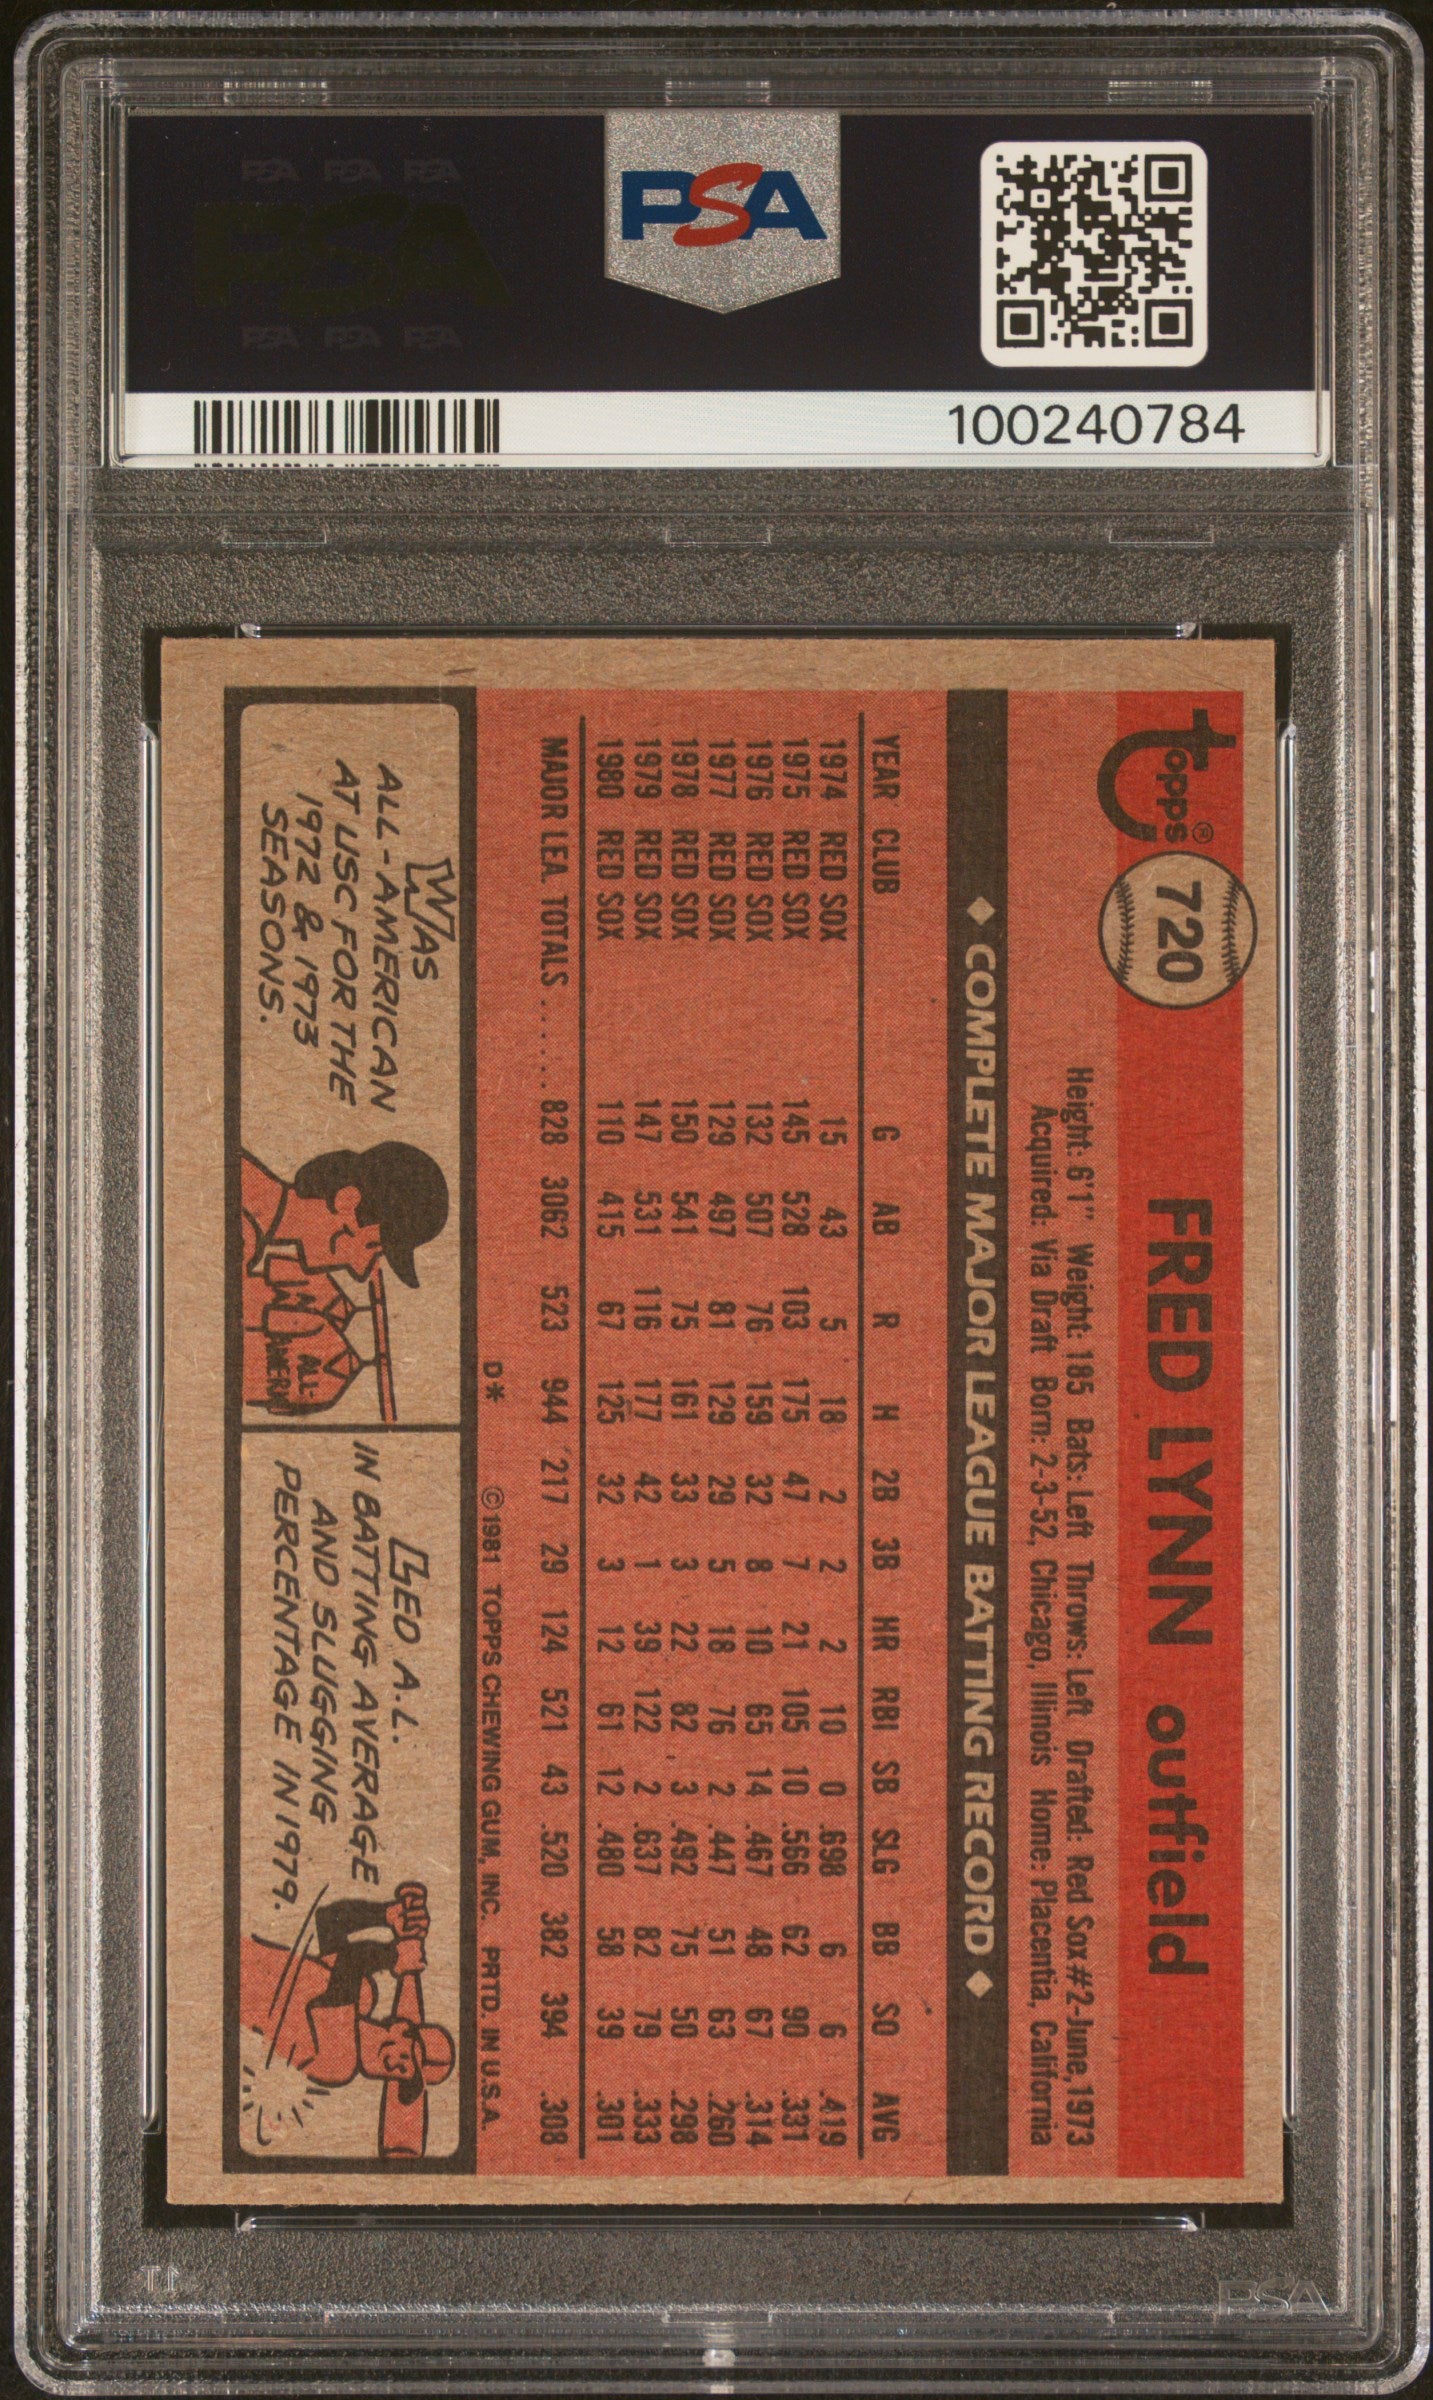 PSA PSA PSA
PSA
PSA PSA PSA
PSA
100240784
Topps®
720
FRED LYNN outfield
Height: 6'1" Weight: 185 Bats: Left Throws: Left Drafted: Red Sox #2-June, 1973
Acquired: Via Draft Born: 2-3-52, Chicago, Illinois Home: Placentia, California
◆ COMPLETE MAJOR LEAGUE BATTING RECORD ◆
YEAR CLUB G AB R H 2B 3B HR RBI SB SLG BB SO AVG
1974 RED SOX 15 43 5 18 2 2 2 10 0 .698 6 6 .419
1975 RED SOX 145 528 103 175 47 7 21 105 10 .566 62 90 .331
1976 RED SOX 132 507 76 159 32 8 10 65 14 .467 48 67 .314
1977 RED SOX 129 497 81 129 29 5 18 76 2 .447 51 63 .260
1978 RED SOX 150 541 75 161 33 3 22 82 3 .492 75 50 .298
1979 RED SOX 147 531 116 177 42 1 39 122 2 .637 82 79 .333
1980 RED SOX 110 415 67 125 32 3 12 61 12 .480 58 39 .301
MAJOR LEA. TOTALS ...... 828 3062 523 944 217 29 124 521 43 .520 382 394 .308
D* ©1981 TOPPS CHEWING GUM, INC. PRTD. IN U.S.A.
WAS
ALL-AMERICAN
AT USC FOR THE
1972 & 1973
SEASONS.
ALL-
AMERI
LED A.L.
IN BATTING AVERAGE
AND SLUGGING
PERCENTAGE IN 1979.
PSA